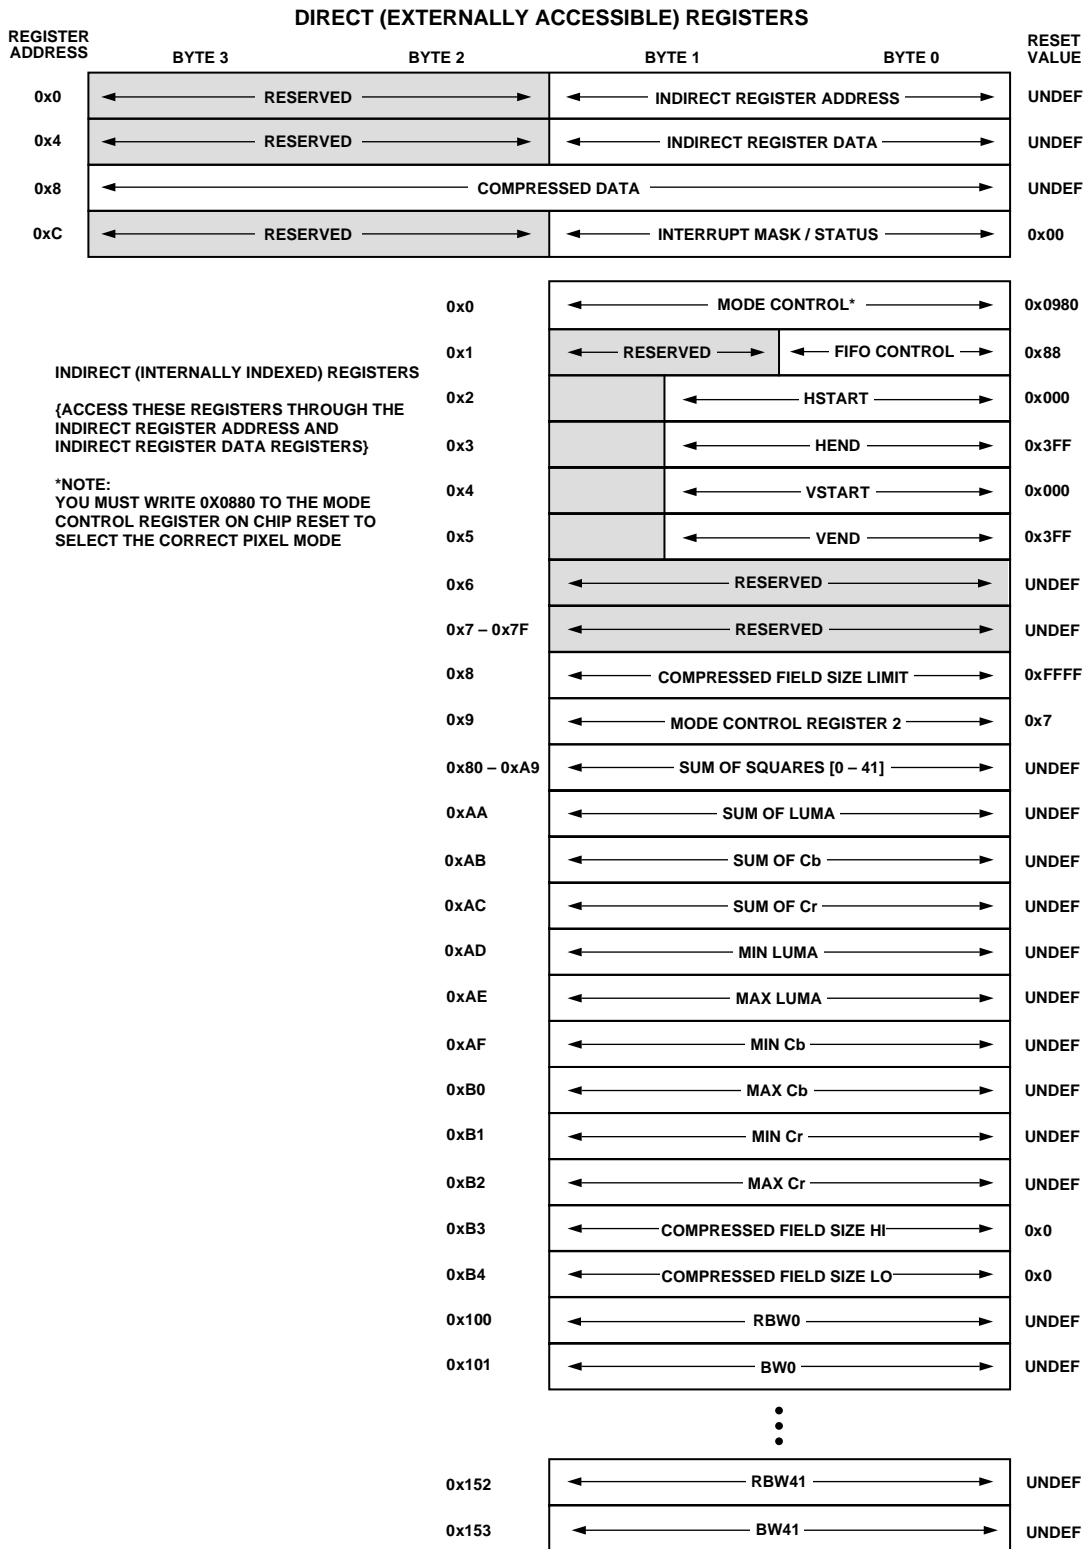 DIRECT (EXTERNALLY ACCESSIBLE) REGISTERS
REGISTER ADDRESS BYTE 3 BYTE 2 BYTE 1 BYTE 0 RESET VALUE
0x0 RESERVED INDIRECT REGISTER ADDRESS UNDEF
0x4 RESERVED INDIRECT REGISTER DATA UNDEF
0x8 COMPRESSED DATA UNDEF
0xC RESERVED INTERRUPT MASK / STATUS 0x00
INDIRECT (INTERNALLY INDEXED) REGISTERS
{ACCESS THESE REGISTERS THROUGH THE
INDIRECT REGISTER ADDRESS AND
INDIRECT REGISTER DATA REGISTERS}
*NOTE:
YOU MUST WRITE 0X0880 TO THE MODE
CONTROL REGISTER ON CHIP RESET TO
SELECT THE CORRECT PIXEL MODE
0x0 MODE CONTROL* 0x0980
0x1 RESERVED FIFO CONTROL 0x88
0x2 HSTART 0x000
0x3 HEND 0x3FF
0x4 VSTART 0x000
0x5 VEND 0x3FF
0x6 RESERVED UNDEF
0x7 – 0x7F RESERVED UNDEF
0x8 COMPRESSED FIELD SIZE LIMIT 0xFFFF
0x9 MODE CONTROL REGISTER 2 0x7
0x80 – 0xA9 SUM OF SQUARES [0 – 41] UNDEF
0xAA SUM OF LUMA UNDEF
0xAB SUM OF Cb UNDEF
0xAC SUM OF Cr UNDEF
0xAD MIN LUMA UNDEF
0xAE MAX LUMA UNDEF
0xAF MIN Cb UNDEF
0xB0 MAX Cb UNDEF
0xB1 MIN Cr UNDEF
0xB2 MAX Cr UNDEF
0xB3 COMPRESSED FIELD SIZE HI 0x0
0xB4 COMPRESSED FIELD SIZE LO 0x0
0x100 RBW0 UNDEF
0x101 BW0 UNDEF
0x152 RBW41 UNDEF
0x153 BW41 UNDEF